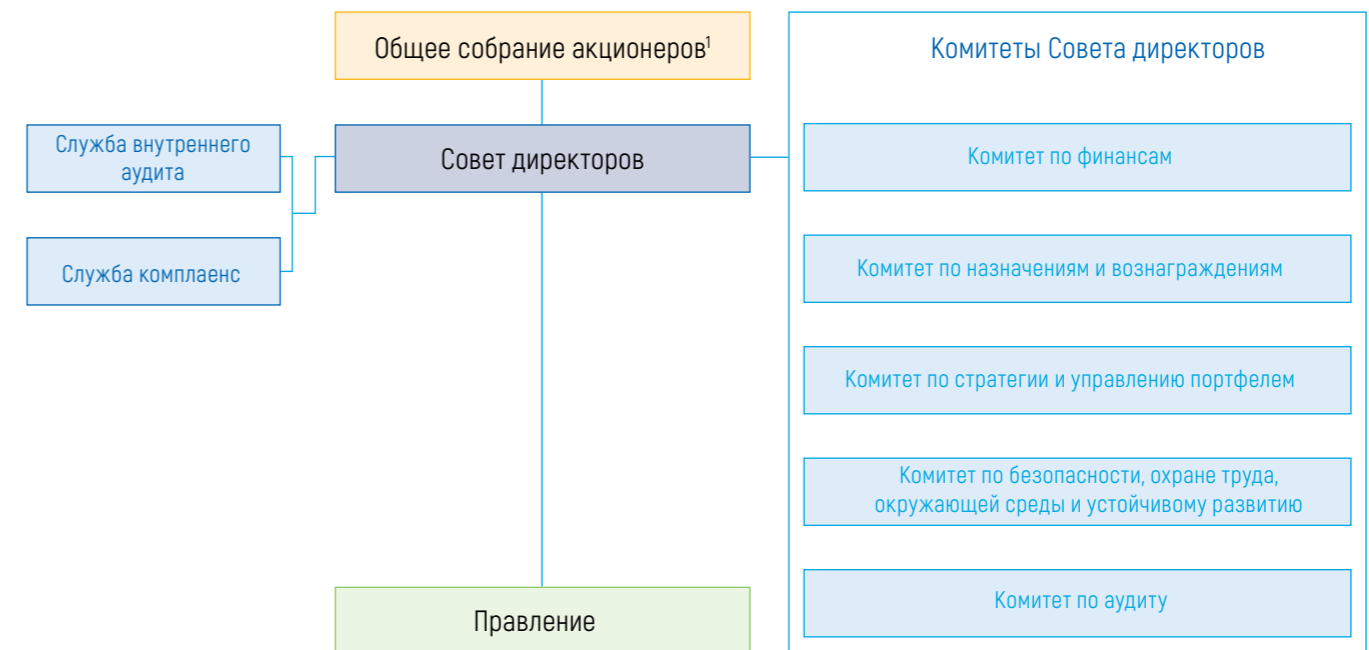 Общее собрание акционеров¹
Комитеты Совета директоров
Служба внутреннего
аудита
Совет директоров
Комитет по финансам
Служба комплаенс
Комитет по назначениям и вознаграждениям
Комитет по стратегии и управлению портфелем
Комитет по безопасности, охране труда,
окружающей среды и устойчивому развитию
Правление
Комитет по аудиту